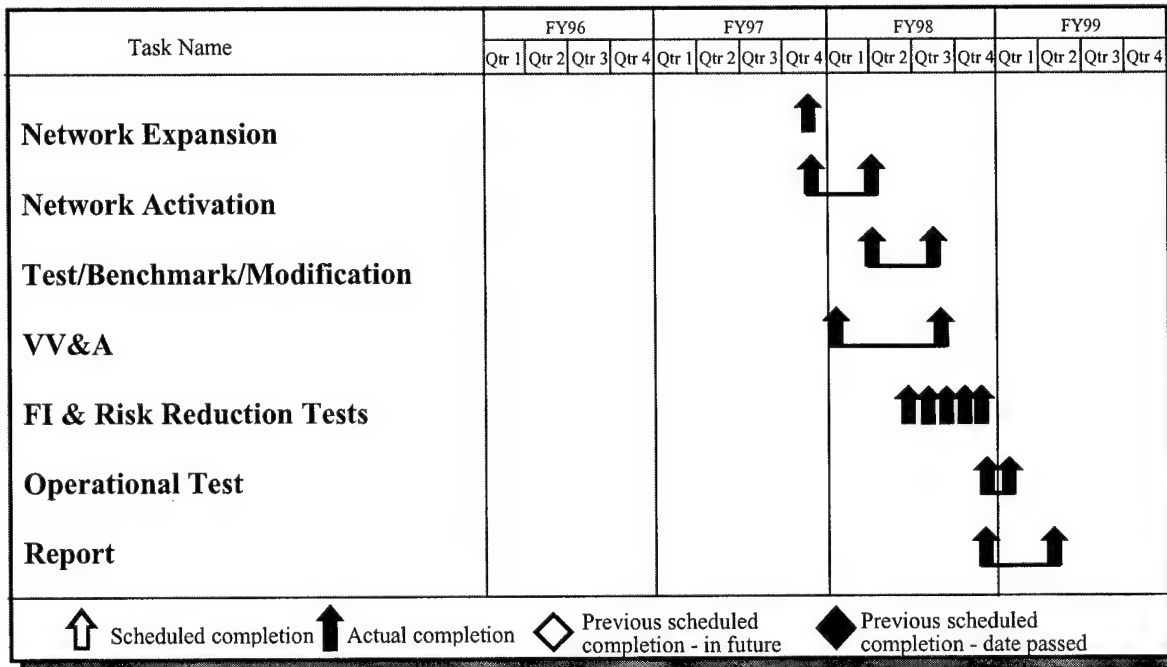 Task Name
FY96 FY97 FY98 FY99
Qtr 1 Qtr 2 Qtr 3 Qtr 4 Qtr 1 Qtr 2 Qtr 3 Qtr 4 Qtr 1 Qtr 2 Qtr 3 Qtr 4 Qtr 1 Qtr 2 Qtr 3 Qtr 4
Network Expansion
Network Activation
Test/Benchmark/Modification
VV&A
FI & Risk Reduction Tests
Operational Test
Report
Scheduled completion
Actual completion
Previous scheduled
completion - in future
Previous scheduled
completion - date passed